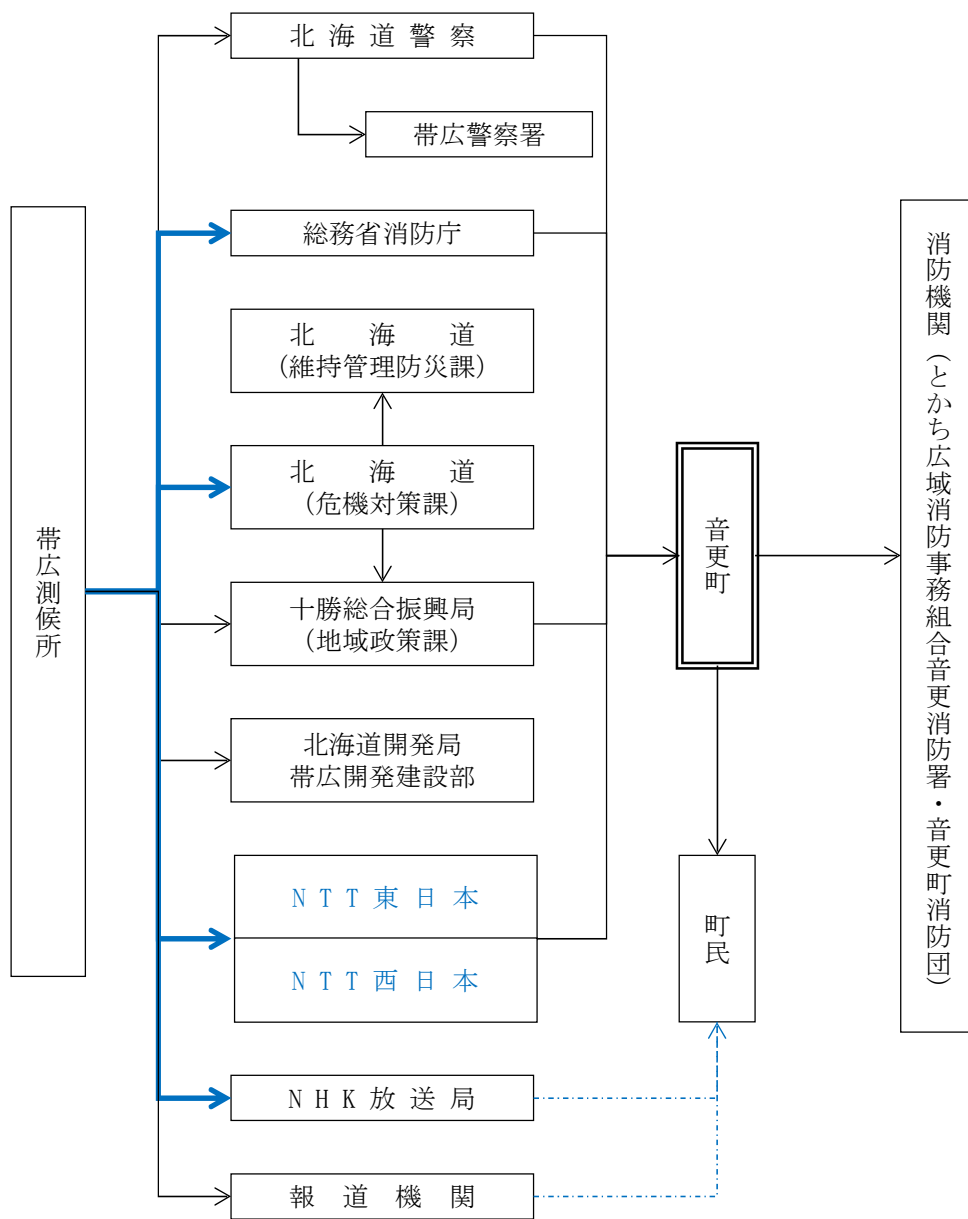 北海道警察
帯広警察署
総務省消防庁
北海道
(維持管理防災課)
北海道
(危機対策課)
十勝総合振興局
(地域政策課)
北海道開発局
帯広開発建設部
NTT東日本
NTT西日本
NHK放送局
報道機関
帯広測候所
音更町
町民
消防機関(とかち広域消防事務組合音更消防署・音更町消防団)